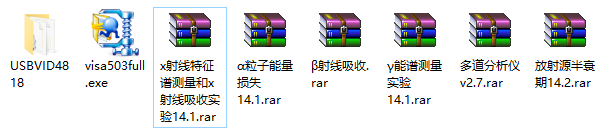 USBVID48
18
visa503full
.exe
x射线特征
谱测量和x
射线吸收实
验14.1.rar
α粒子能量
损失
14.1.rar
β射线吸收.
rar
γ能谱测量
实验
14.1.rar
多道分析仪
v2.7.rar
放射源半衰
期14.2.rar